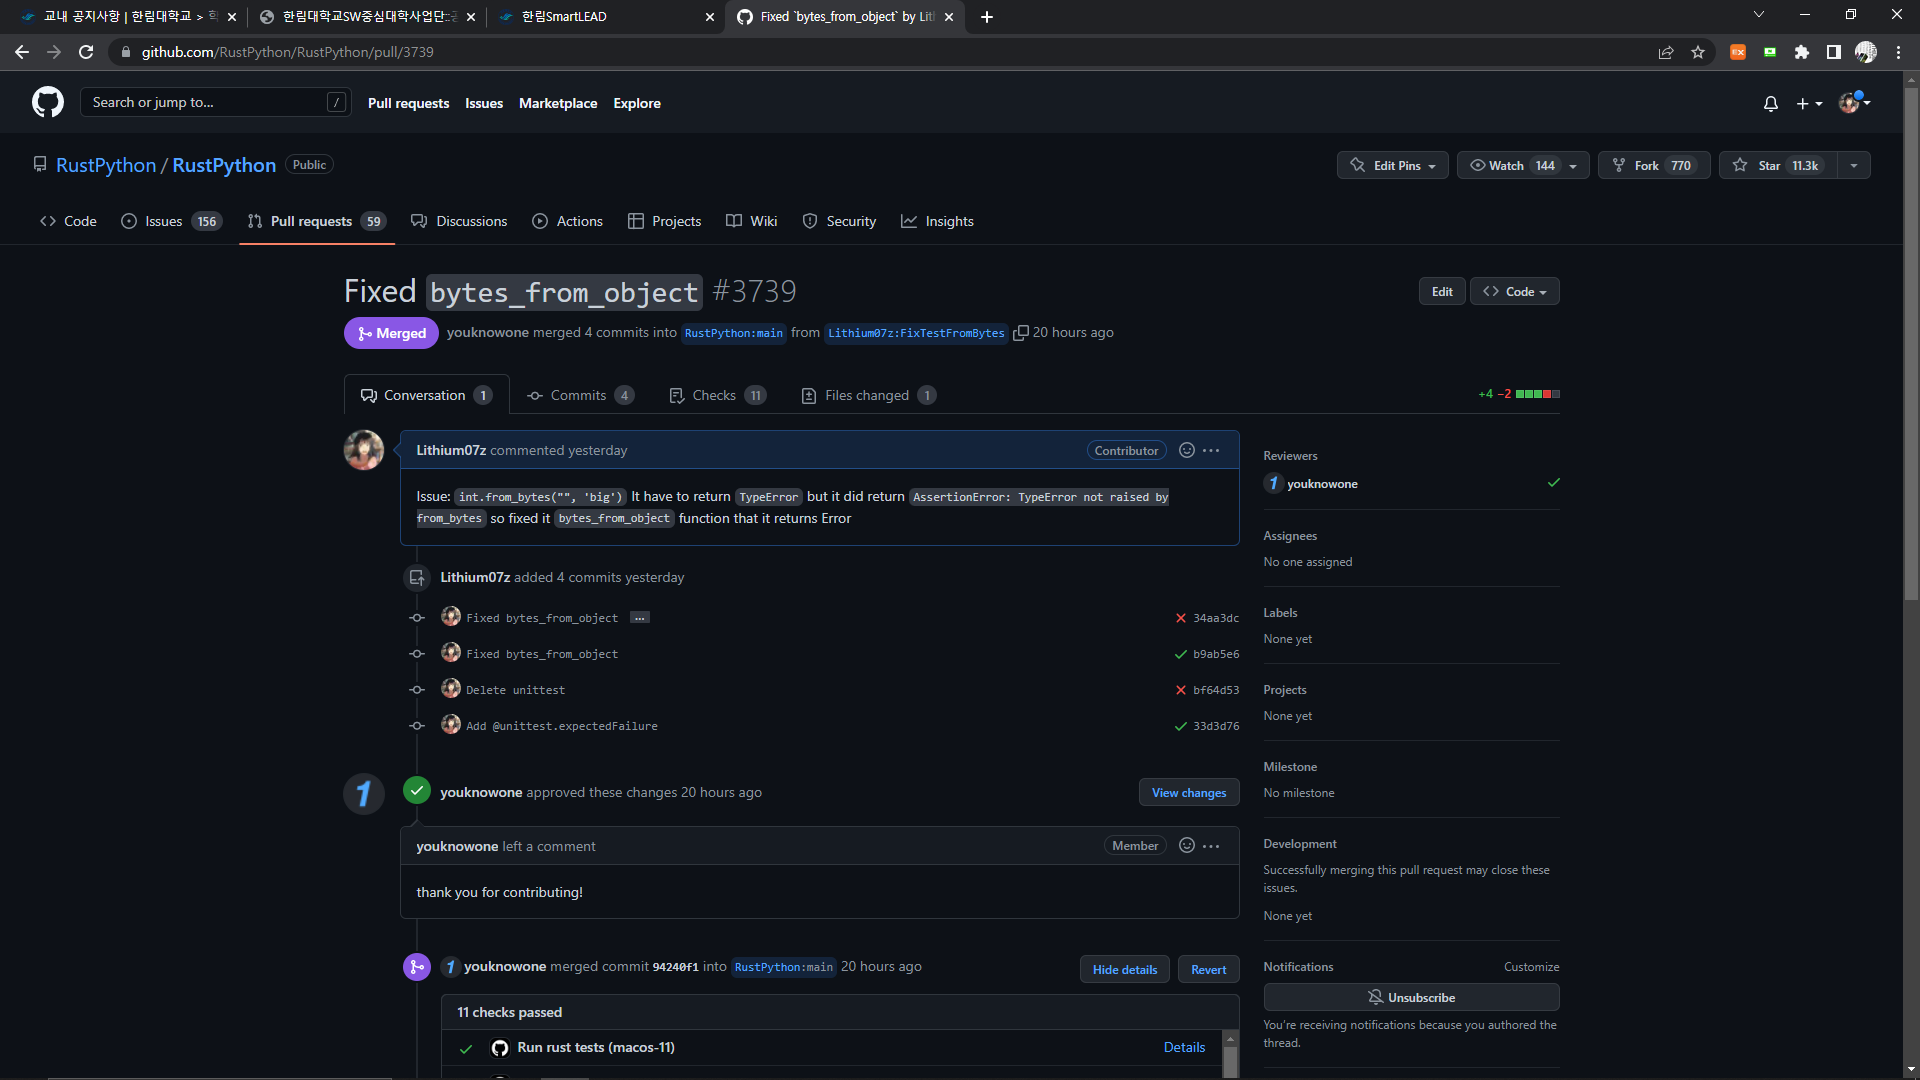 교내 공지사항 | 한림대학교 >
한림대학교SW중심대학사업단::
한림SmartLEAD
Fixed `bytes_from_object` by Lit
github.com/RustPython/RustPython/pull/3739
Search or jump to...
/
Pull requests
Issues
Marketplace
Explore
RustPython / RustPython
Public
Edit Pins
Watch 144
Fork 770
Star 11.3k
Code
Issues 156
Pull requests 59
Discussions
Actions
Projects
Wiki
Security
Insights
Fixed bytes_from_object #3739
Edit
Code
Merged
youknowone merged 4 commits into RustPython:main from Lithium07z:FixTestFromBytes 20 hours ago
Conversation 1
Commits 4
Checks 11
Files changed 1
+4 −2
Lithium07z commented yesterday
Contributor
Issue: int.from_bytes("", 'big') It have to return TypeError but it did return AssertionError: TypeError not raised by
from_bytes so fixed it bytes_from_object function that it returns Error
Lithium07z added 4 commits yesterday
Fixed bytes_from_object ...
34aa3dc
Fixed bytes_from_object
b9ab5e6
Delete unittest
bf64d53
Add @unittest.expectedFailure
33d3d76
1
youknowone approved these changes 20 hours ago
View changes
youknowone left a comment
Member
thank you for contributing!
1 youknowone merged commit 94240f1 into RustPython:main 20 hours ago
Hide details
Revert
11 checks passed
Run rust tests (macos-11)
Details
Reviewers
1 youknowone
Assignees
No one assigned
Labels
None yet
Projects
None yet
Milestone
No milestone
Development
Successfully merging this pull request may close these
issues.
None yet
Notifications
Customize
Unsubscribe
You're receiving notifications because you authored the
thread.